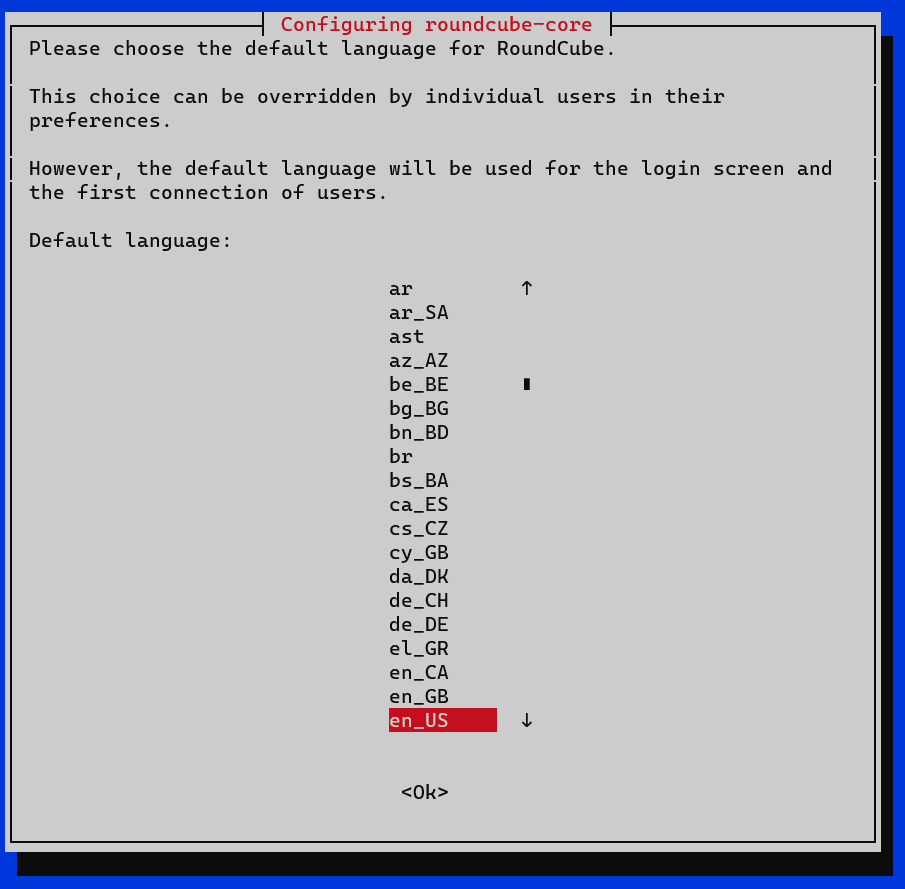 Configuring roundcube-core
Please choose the default language for RoundCube.
This choice can be overridden by individual users in their
preferences.
However, the default language will be used for the login screen and
the first connection of users.
Default language:
ar ↑
ar_SA
ast
az_AZ
be_BE
bg_BG
bn_BD
br
bs_BA
ca_ES
cs_CZ
cy_GB
da_DK
de_CH
de_DE
el_GR
en_CA
en_GB
en_US ↓
<Ok>